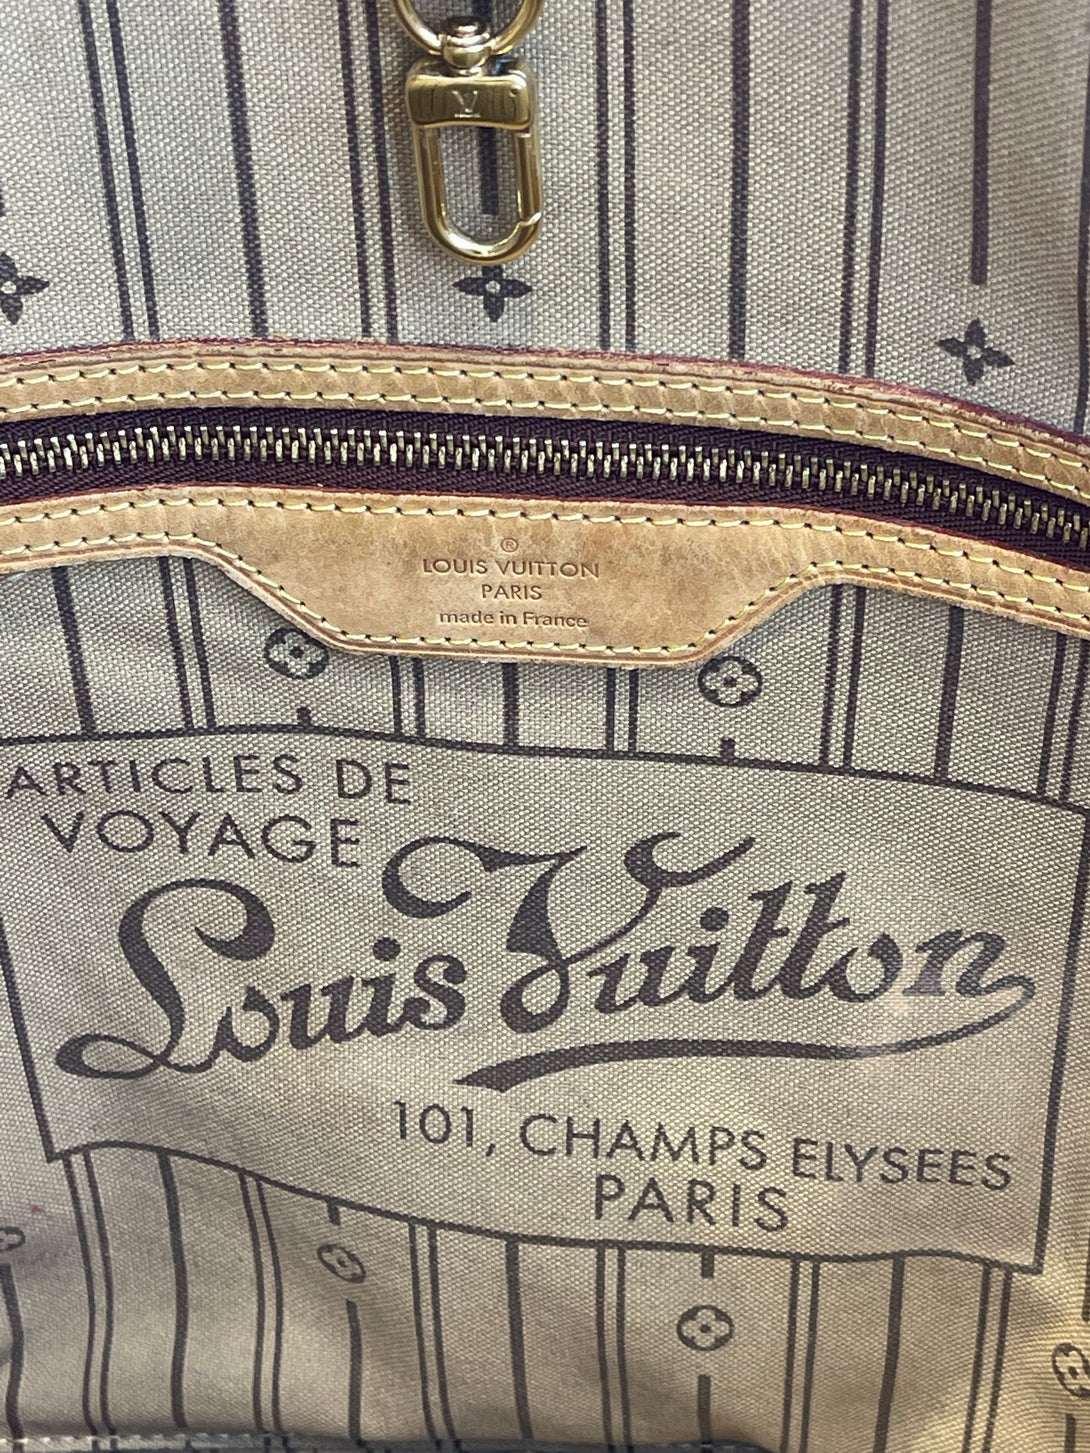 V
®
LOUIS VUITTON
PARIS
made in France
ARTICLES DE
VOYAGE
Louis Vuitton
101, CHAMPS ELYSEES
PARIS